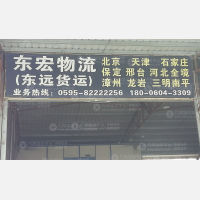 东宏物流
(东远货运)
北京 天津 石家庄
保定 邢台 河北全境
漳州 龙岩 三明南平
业务热线:0595-82222256 180-0604-3309